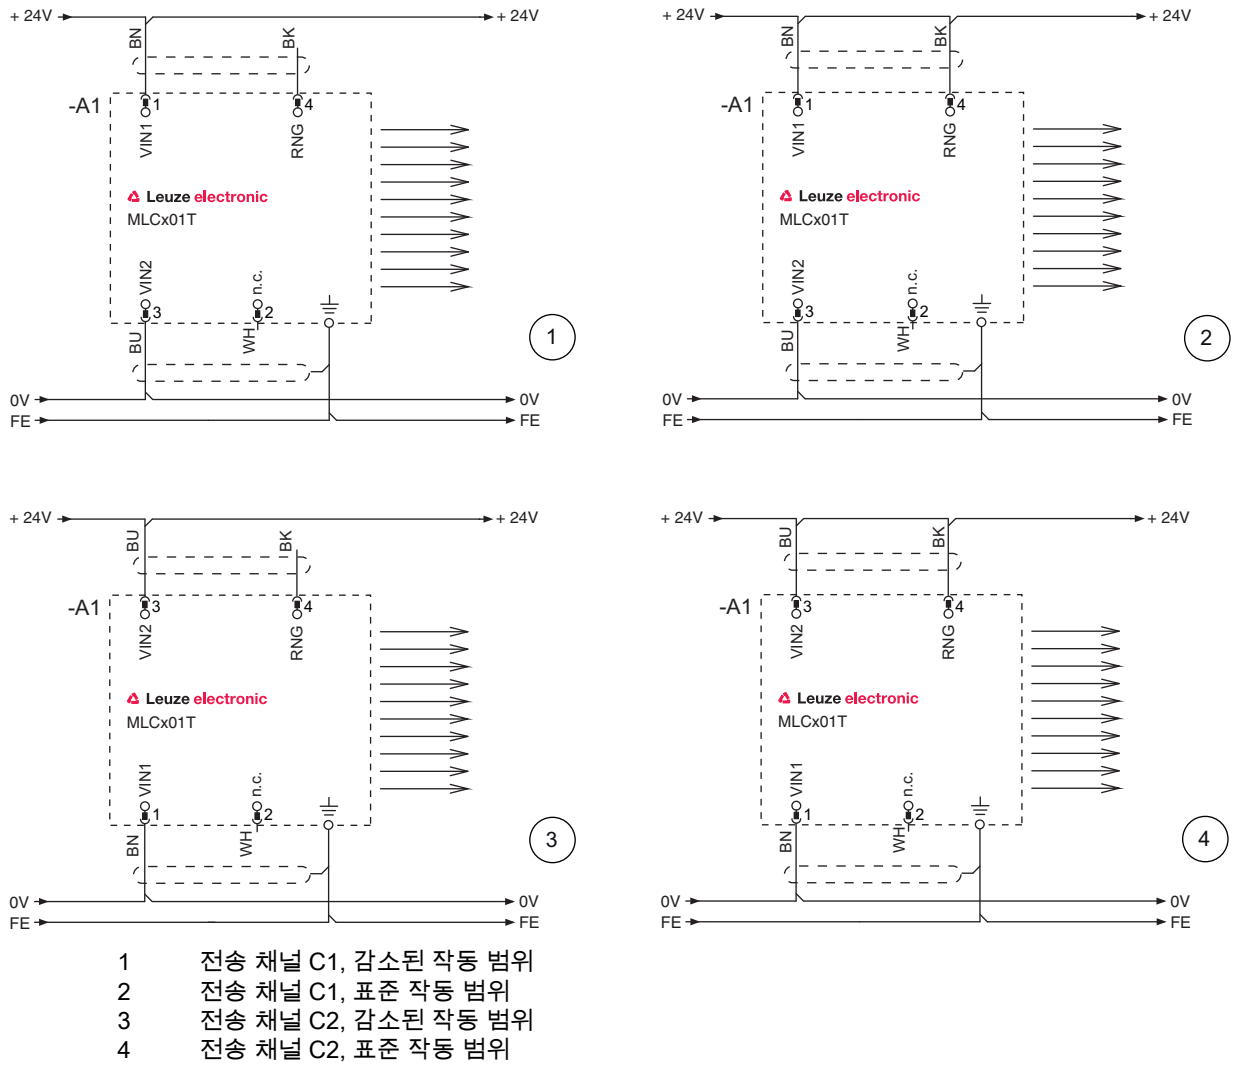 + 24V
+ 24V
BN
BK
-A1
1
4
VIN1
RNG
Leuze electronic
MLCx01T
VIN2
n.c.
3
2
BU
WH
1
0V
0V
FE
FE
+ 24V
+ 24V
BN
BK
-A1
1
4
VIN1
RNG
Leuze electronic
MLCx01T
VIN2
n.c.
3
2
BU
WH
2
0V
0V
FE
FE
+ 24V
+ 24V
BU
BK
-A1
3
4
VIN2
RNG
Leuze electronic
MLCx01T
VIN1
n.c.
1
2
BN
WH
3
0V
0V
FE
FE
+ 24V
+ 24V
BU
BK
-A1
3
4
VIN2
RNG
Leuze electronic
MLCx01T
VIN1
n.c.
1
2
BN
WH
4
0V
0V
FE
FE
1 전송 채널 C1, 감소된 작동 범위
2 전송 채널 C1, 표준 작동 범위
3 전송 채널 C2, 감소된 작동 범위
4 전송 채널 C2, 표준 작동 범위